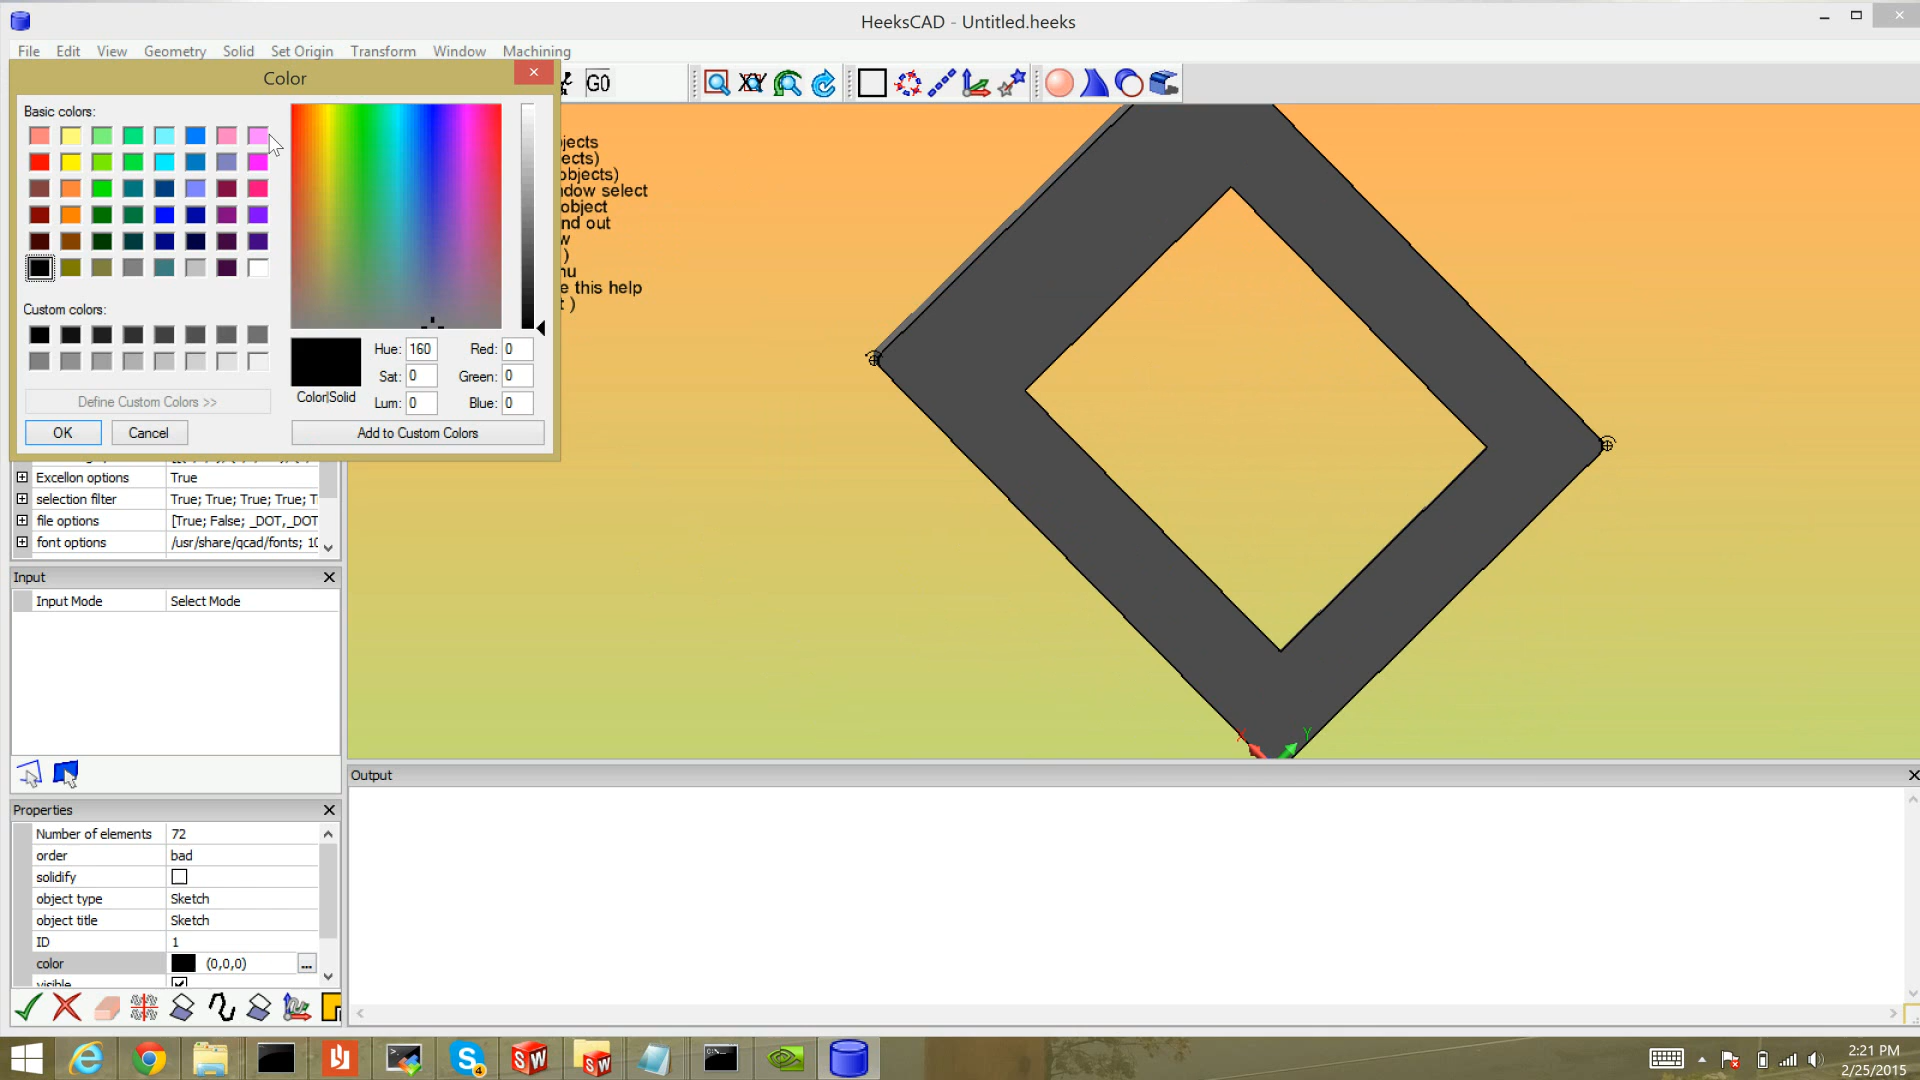 HeeksCAD - Untitled.heeks
File Edit View Geometry Solid Set Origin Transform Window Machining
Color
G0
Basic colors:
Custom colors:
Define Custom Colors >>
OK Cancel
Color|Solid
Hue: 160 Red: 0
Sat: 0 Green: 0
Lum: 0 Blue: 0
Add to Custom Colors
jects
ects)
objects)
dow select
object
nd out
w
)
nu
e this help
t )
Excellon options True
selection filter True; True; True; True; T
file options [True; False; _DOT,_DOT
font options /usr/share/qcad/fonts; 10
Input
Input Mode Select Mode
X Y
Output
Properties
Number of elements 72
order bad
solidify
object type Sketch
object title Sketch
ID 1
color (0,0,0) ...
visible
4
2:21 PM
2/25/2015